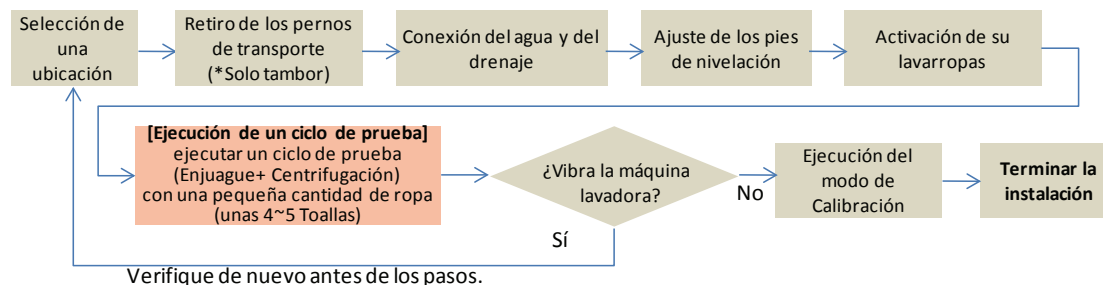 Selección de
una
ubicación
Retiro de los pernos
de transporte
(*Solo tambor)
Conexión del agua y del
drenaje
Ajuste de los pies
de nivelación
Activación de su
lavarropas
[Ejecución de un ciclo de prueba]
ejecutar un ciclo de prueba
(Enjuague+ Centrifugación)
con una pequeña cantidad de ropa
(unas 4~5 Toallas)
¿Vibra la máquina
lavadora?
No
Ejecución del
modo de
Calibración
Terminar la
instalación
Sí
Verifique de nuevo antes de los pasos.